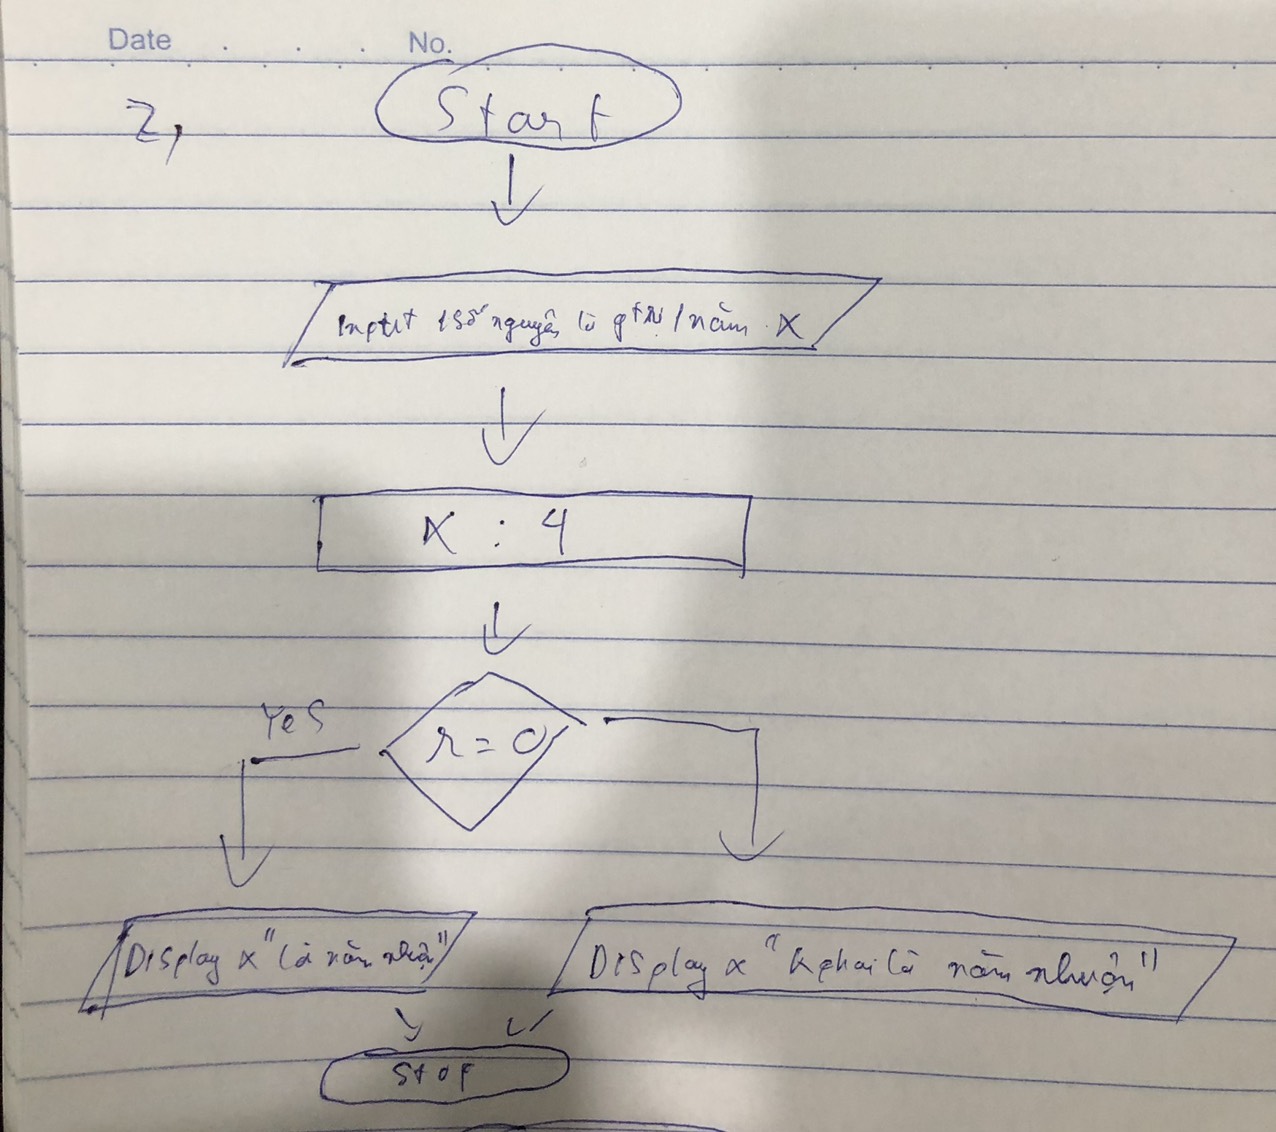 Date No.
2,
Start
Input 1 số nguyên là gtrị 1 năm x
x : 4
r = 0
Yes
Display x "là năm nhuận"
Display x "k phải là năm nhuận"
Stop